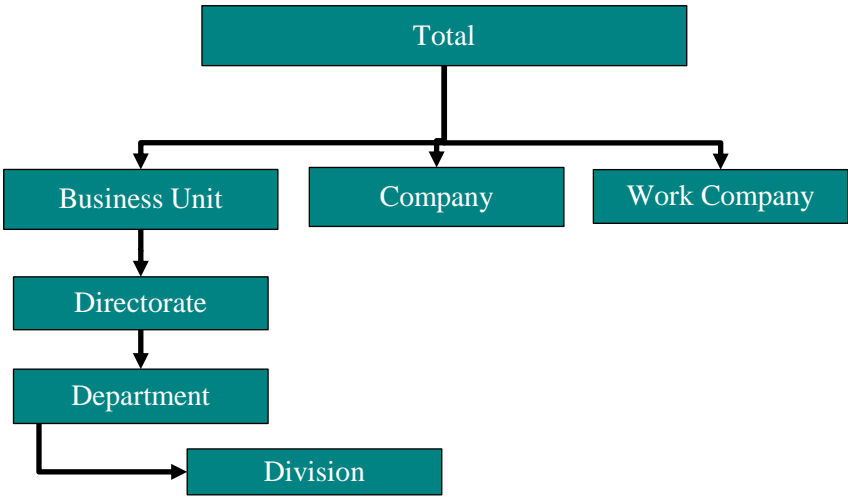 Total
Business Unit
Company
Work Company
Directorate
Department
Division